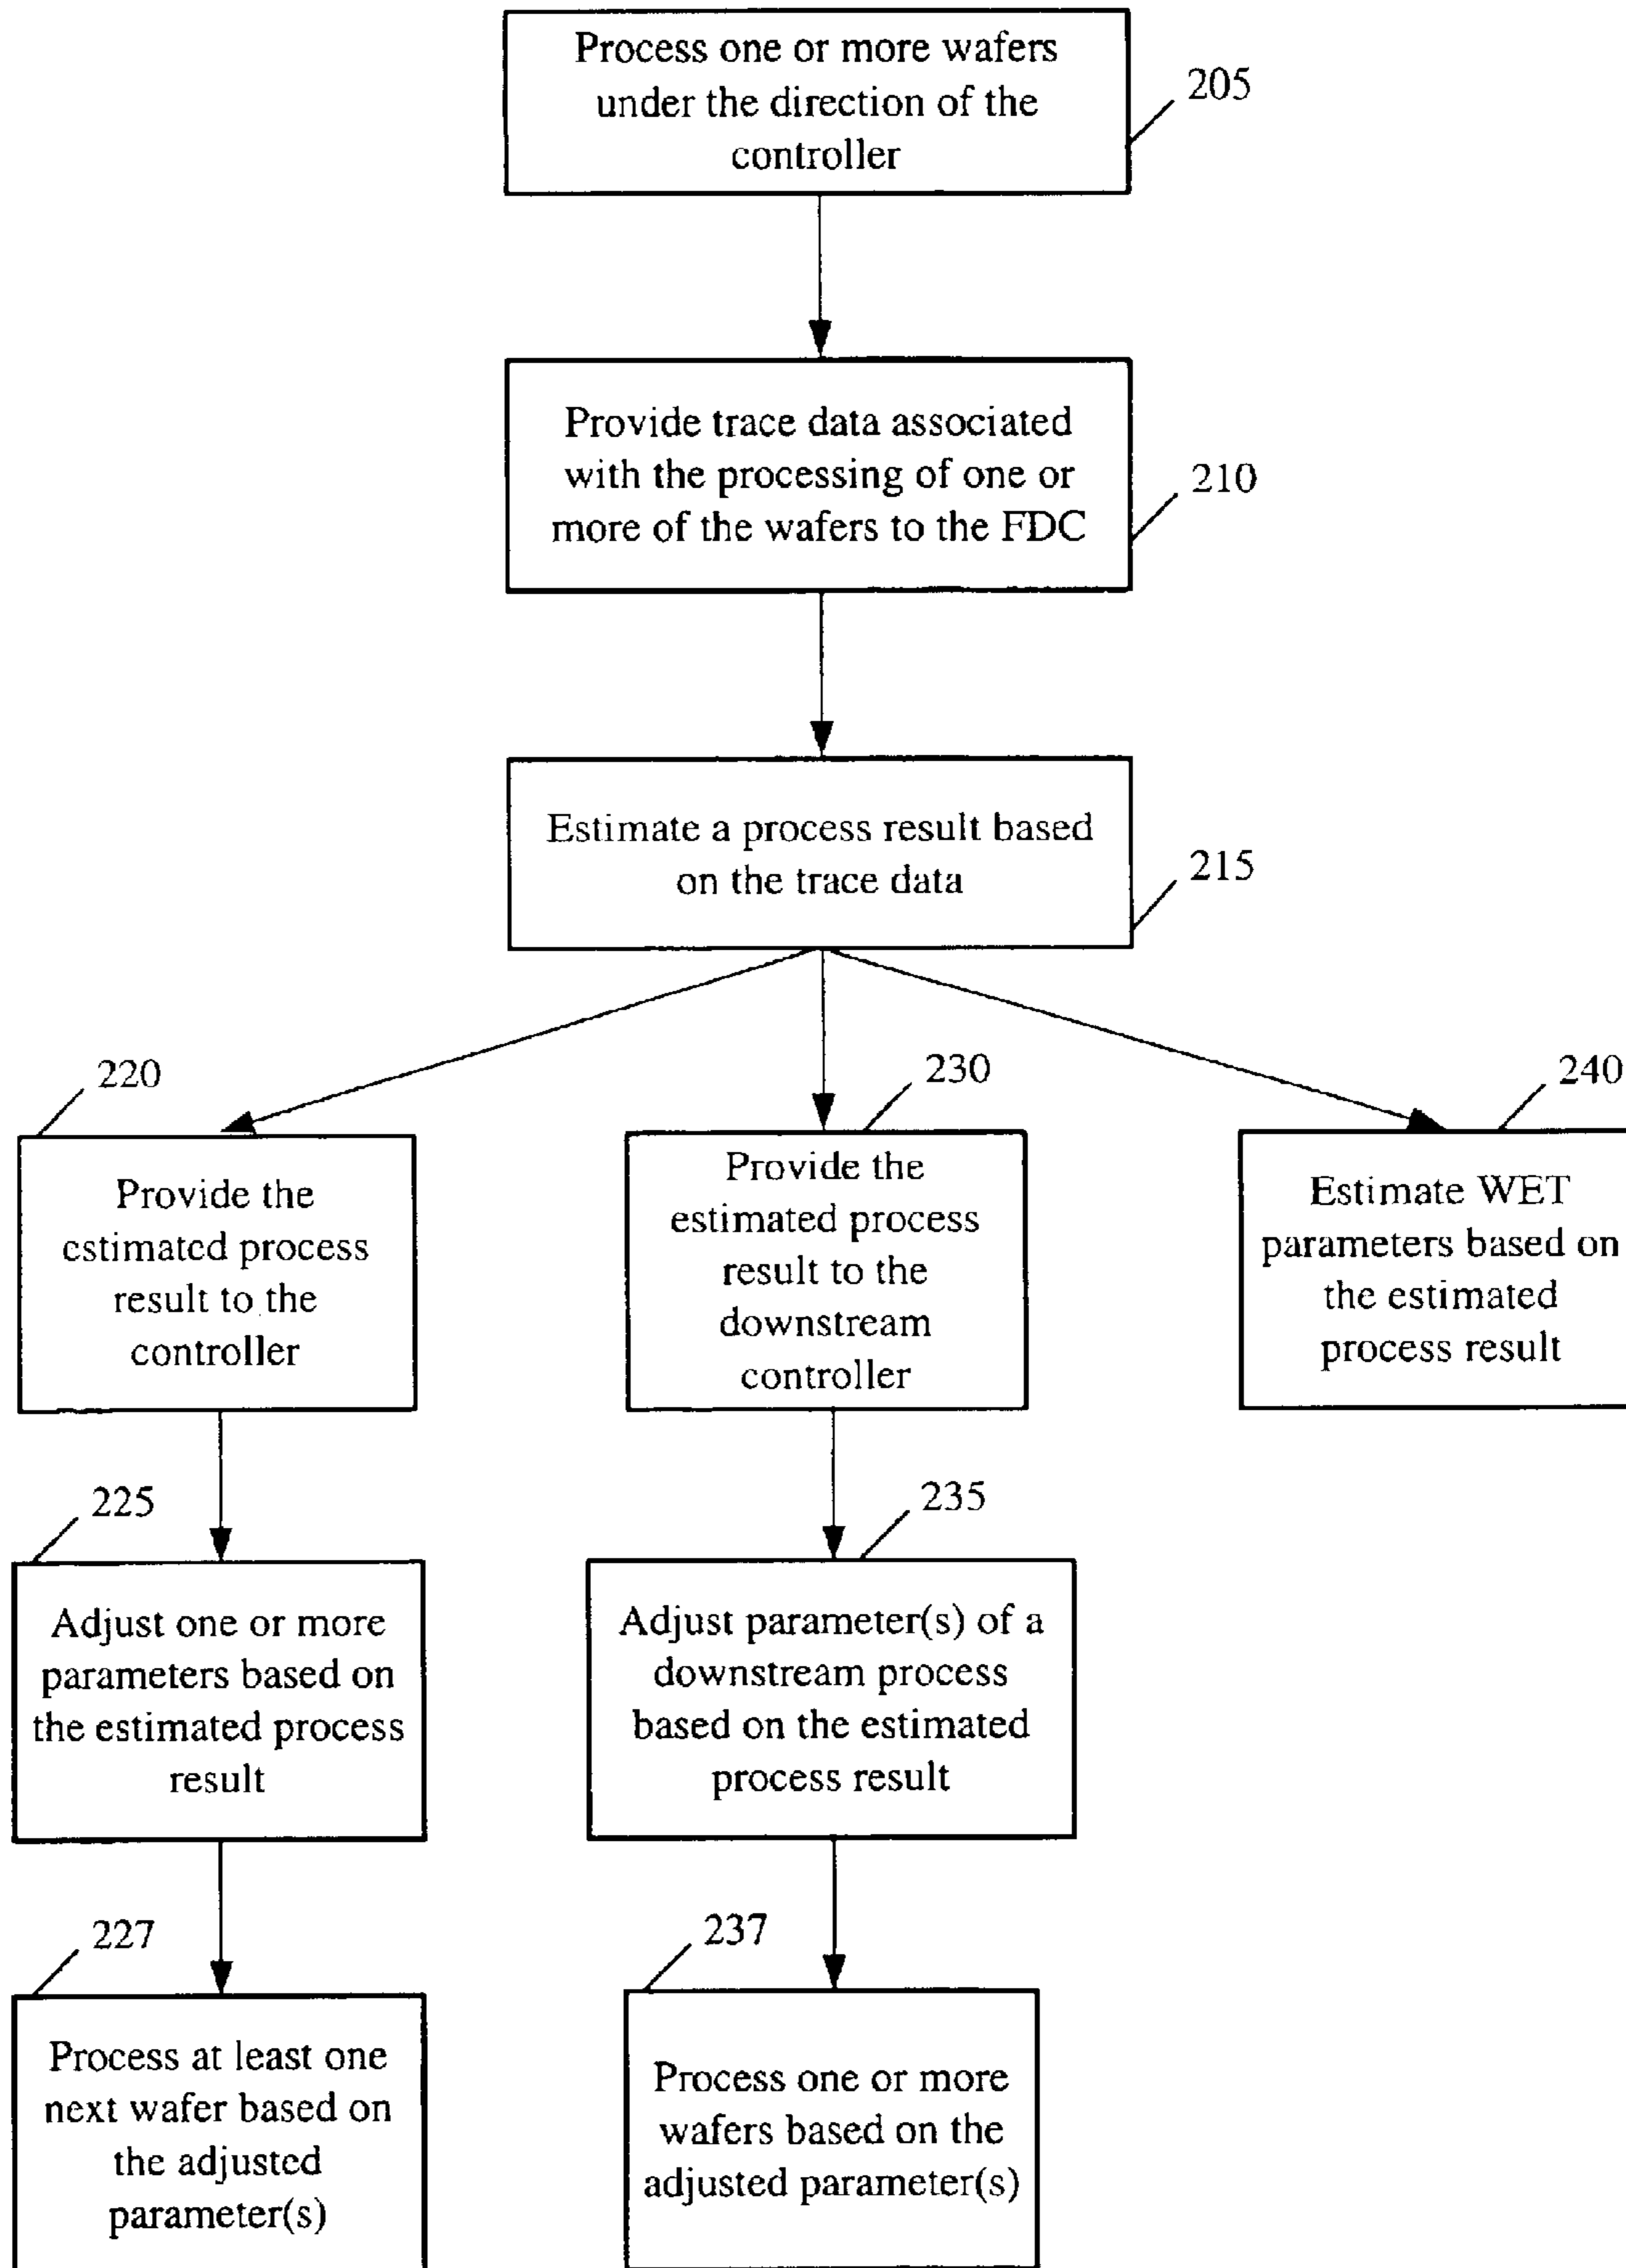 Process one or more wafers
under the direction of the
controller
205
Provide trace data associated
with the processing of one or
more of the wafers to the FDC
210
Estimate a process result based
on the trace data
215
220
Provide the
estimated process
result to the
controller
230
Provide the
estimated process
result to the
downstream
controller
240
Estimate WET
parameters based on
the estimated
process result
225
Adjust one or more
parameters based on
the estimated process
result
235
Adjust parameter(s) of a
downstream process
based on the estimated
process result
227
Process at least one
next wafer based on
the adjusted
parameter(s)
237
Process one or more
wafers based on the
adjusted parameter(s)